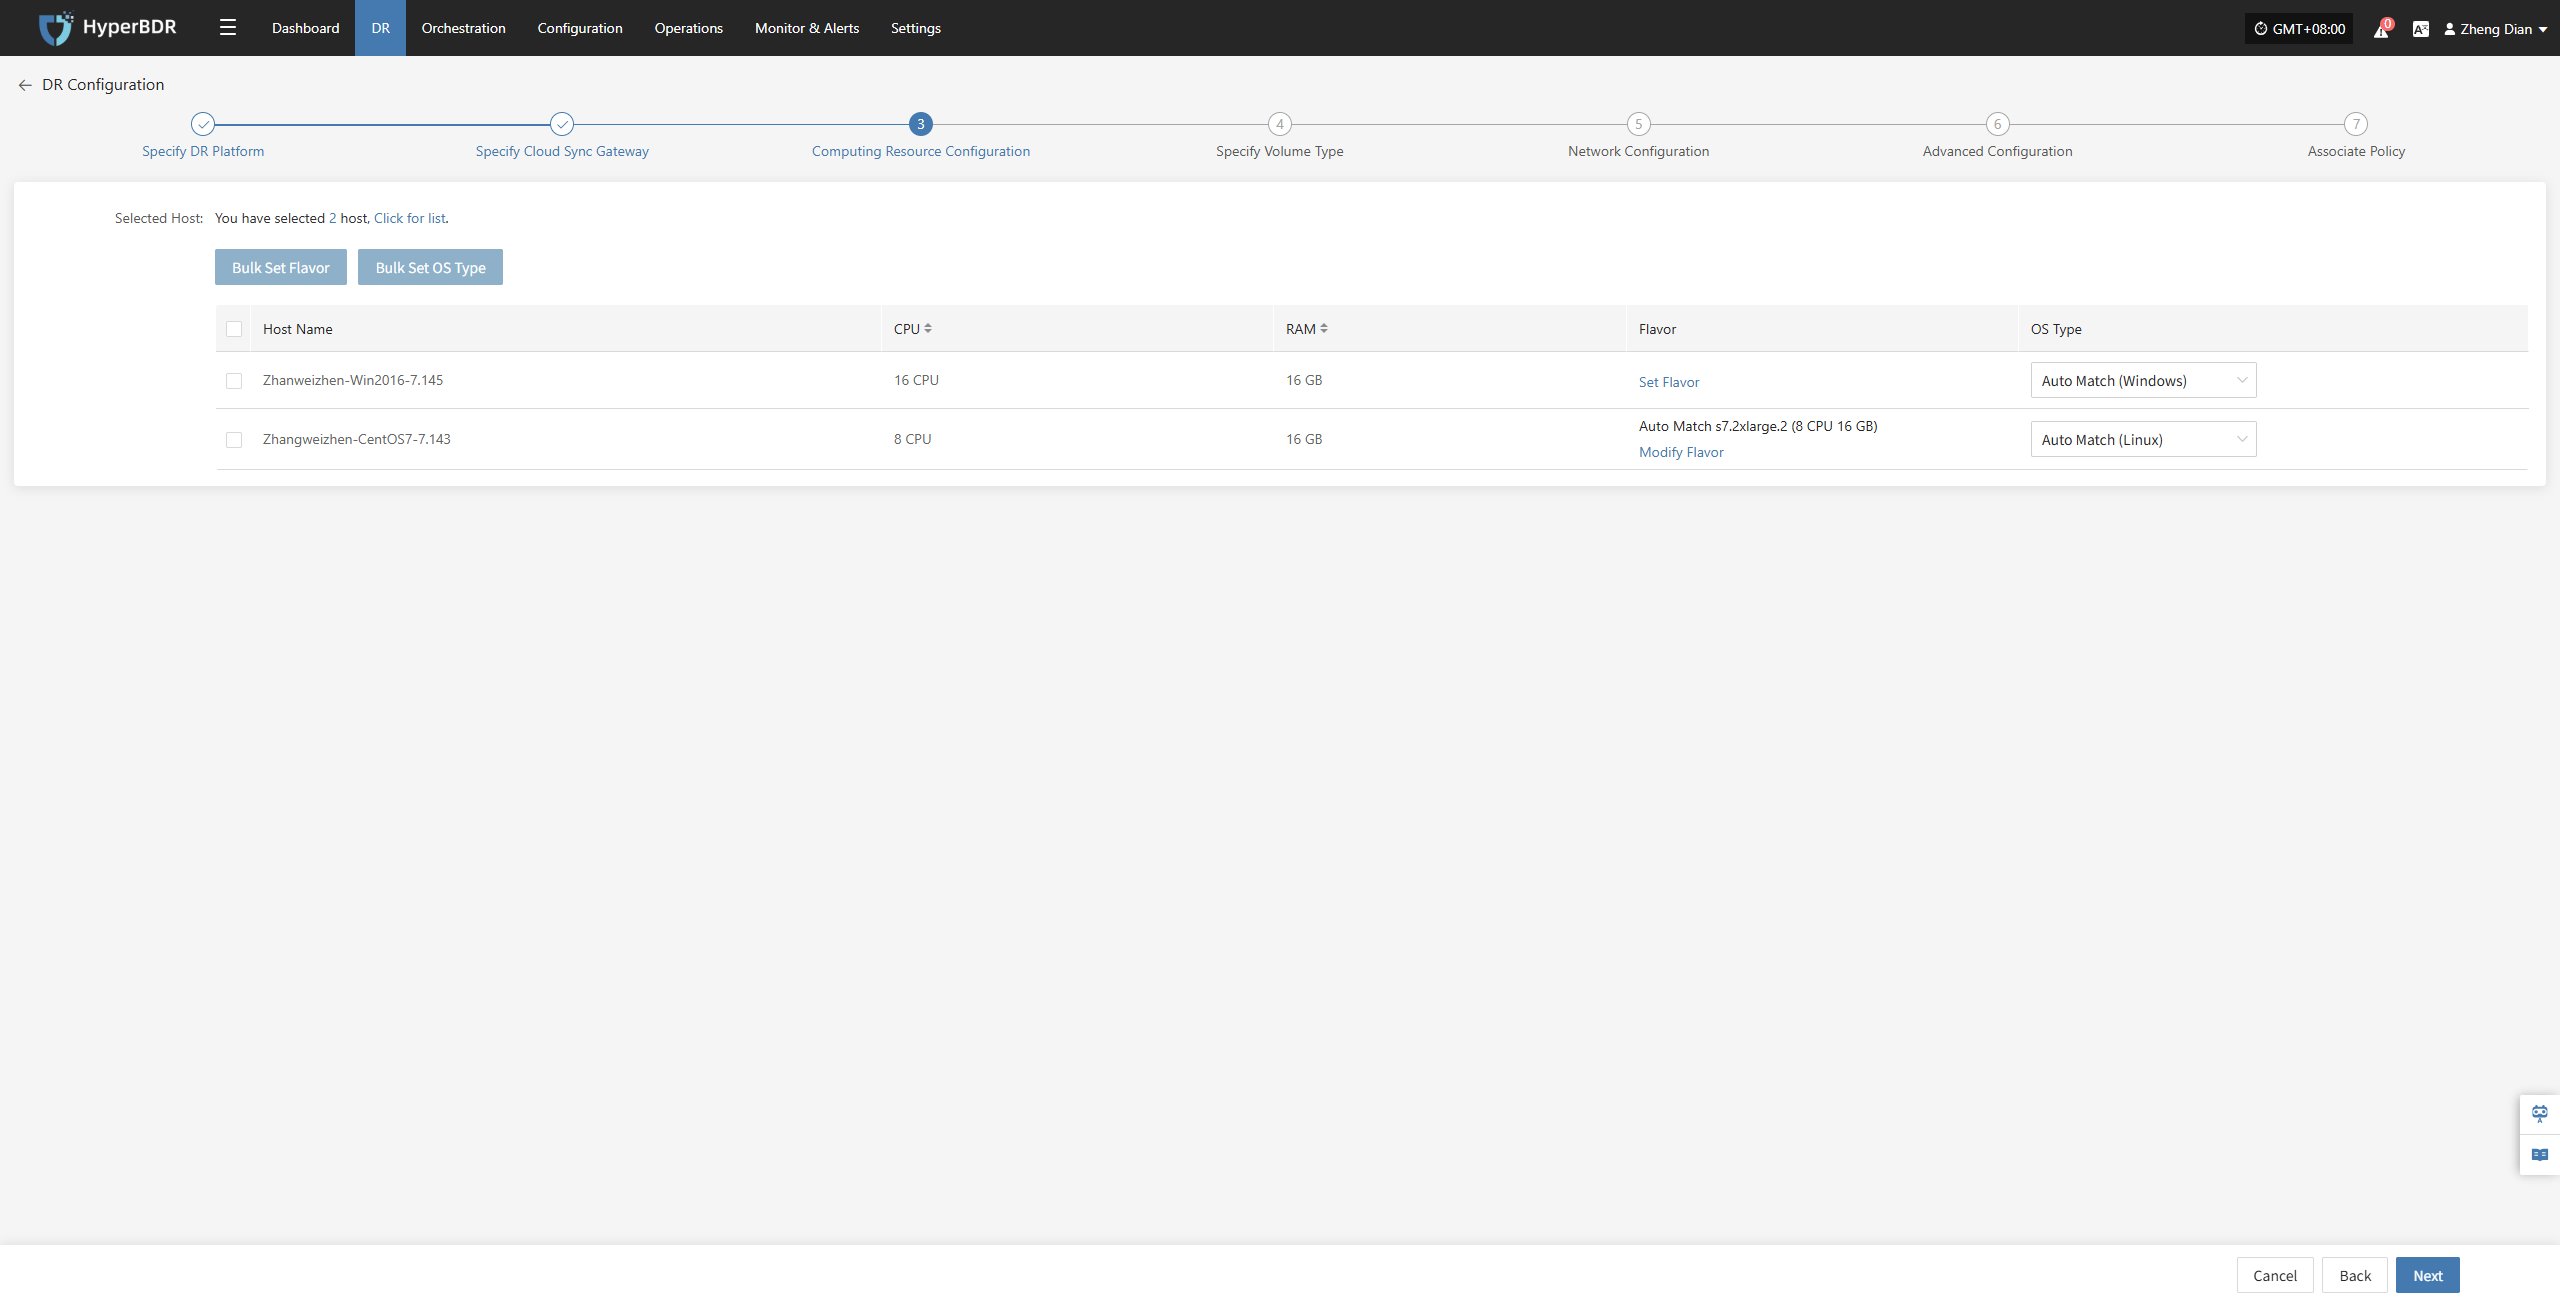 HyperBDR
Dashboard
DR
Orchestration
Configuration
Operations
Monitor & Alerts
Settings
GMT+08:00
0
Zheng Dian
DR Configuration
3
4
5
6
7
Specify DR Platform
Specify Cloud Sync Gateway
Computing Resource Configuration
Specify Volume Type
Network Configuration
Advanced Configuration
Associate Policy
Selected Host: You have selected 2 host, Click for list.
Bulk Set Flavor
Bulk Set OS Type
Host Name
CPU
RAM
Flavor
OS Type
Zhanweizhen-Win2016-7.145
16 CPU
16 GB
Set Flavor
Auto Match (Windows)
Zhangweizhen-CentOS7-7.143
8 CPU
16 GB
Auto Match s7.2xlarge.2 (8 CPU 16 GB)
Modify Flavor
Auto Match (Linux)
Cancel
Back
Next